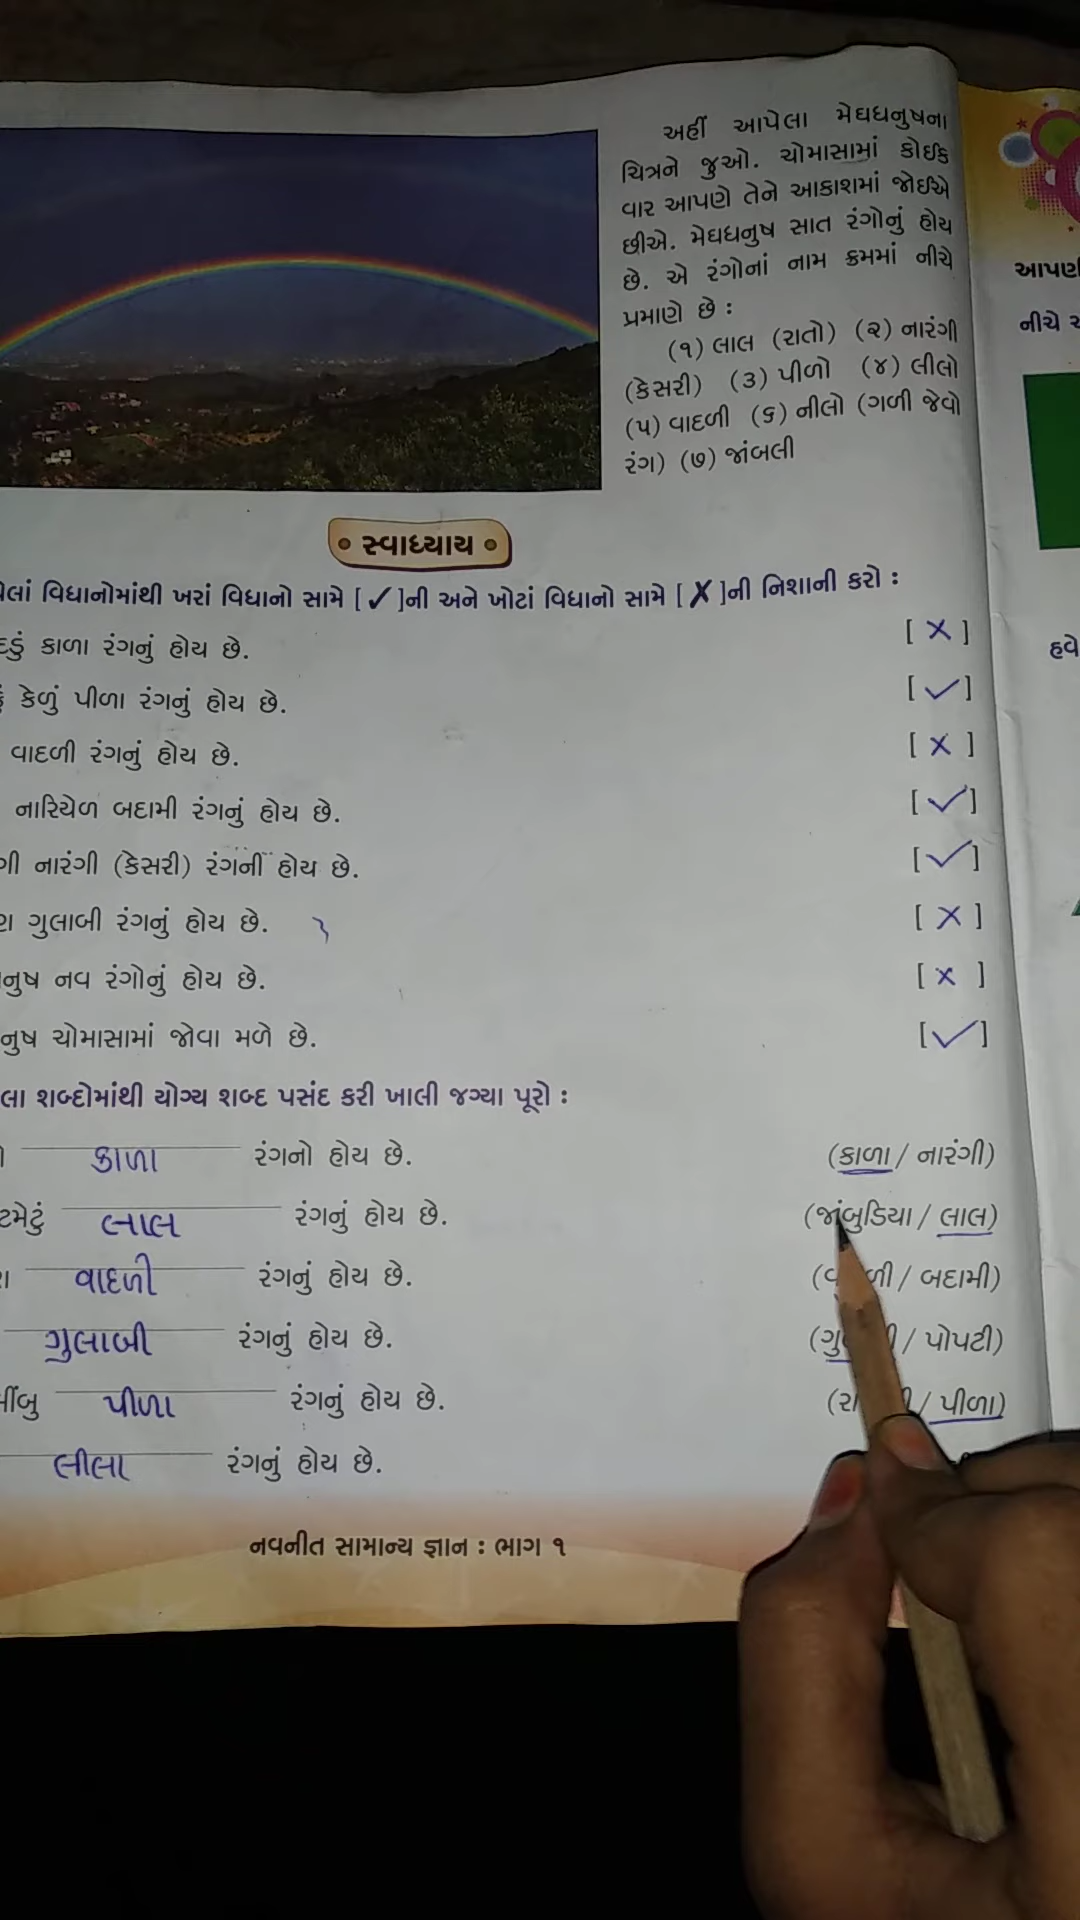 અહીં આપેલા મેઘધનુષના
ચિત્રને જુઓ. ચોમાસામાં કોઈક
વાર આપણે તેને આકાશમાં જોઈએ
છીએ. મેઘધનુષ સાત રંગોનું હોય
છે. એ રંગોનાં નામ ક્રમમાં નીચે
પ્રમાણે છે :
(૧) લાલ (રાતો) (૨) નારંગી
(કેસરી) (૩) પીળો (૪) લીલો
(૫) વાદળી (૬) નીલો (ગળી જેવો
રંગ) (૭) જાંબલી
આપણી
નીચે
હવે
સ્વાધ્યાય
વિધાનોમાંથી ખરાં વિધાનો સામે [✓]ની અને ખોટાં વિધાનો સામે [✗]ની નિશાની કરો :
કાળા રંગનું હોય છે. [✗]
કેળું પીળા રંગનું હોય છે. [✓]
વાદળી રંગનું હોય છે. [✗]
નારિયેળ બદામી રંગનું હોય છે. [✓]
નારંગી (કેસરી) રંગની હોય છે. [✓]
ગુલાબી રંગનું હોય છે. [✗]
નવ રંગોનું હોય છે. [✗]
ચોમાસામાં જોવા મળે છે. [✓]
શબ્દોમાંથી યોગ્ય શબ્દ પસંદ કરી ખાલી જગ્યા પૂરો :
કાળા રંગનો હોય છે. (કાળા / નારંગી)
ટમેટું લાલ રંગનું હોય છે. (જાંબુડિયા / લાલ)
વાદળી રંગનું હોય છે. / બદામી)
ગુલાબી રંગનું હોય છે. / પોપટી)
પીળા રંગનું હોય છે. / પીળા)
લીલા રંગનું હોય છે.
નવનીત સામાન્ય જ્ઞાન : ભાગ ૧